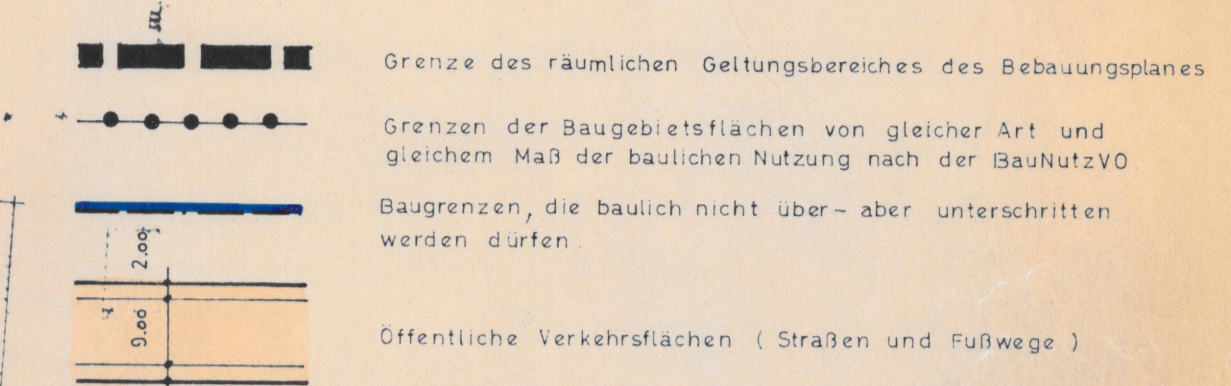 Grenze des räumlichen Geltungsbereiches des Bebauungsplanes
Grenzen der Baugebietsflächen von gleicher Art und
gleichem Maß der baulichen Nutzung nach der BauNutzVO.
Baugrenzen, die baulich nicht über- aber unterschritten
werden dürfen.
2.00
9.00
Öffentliche Verkehrsflächen ( Straßen und Fußwege )